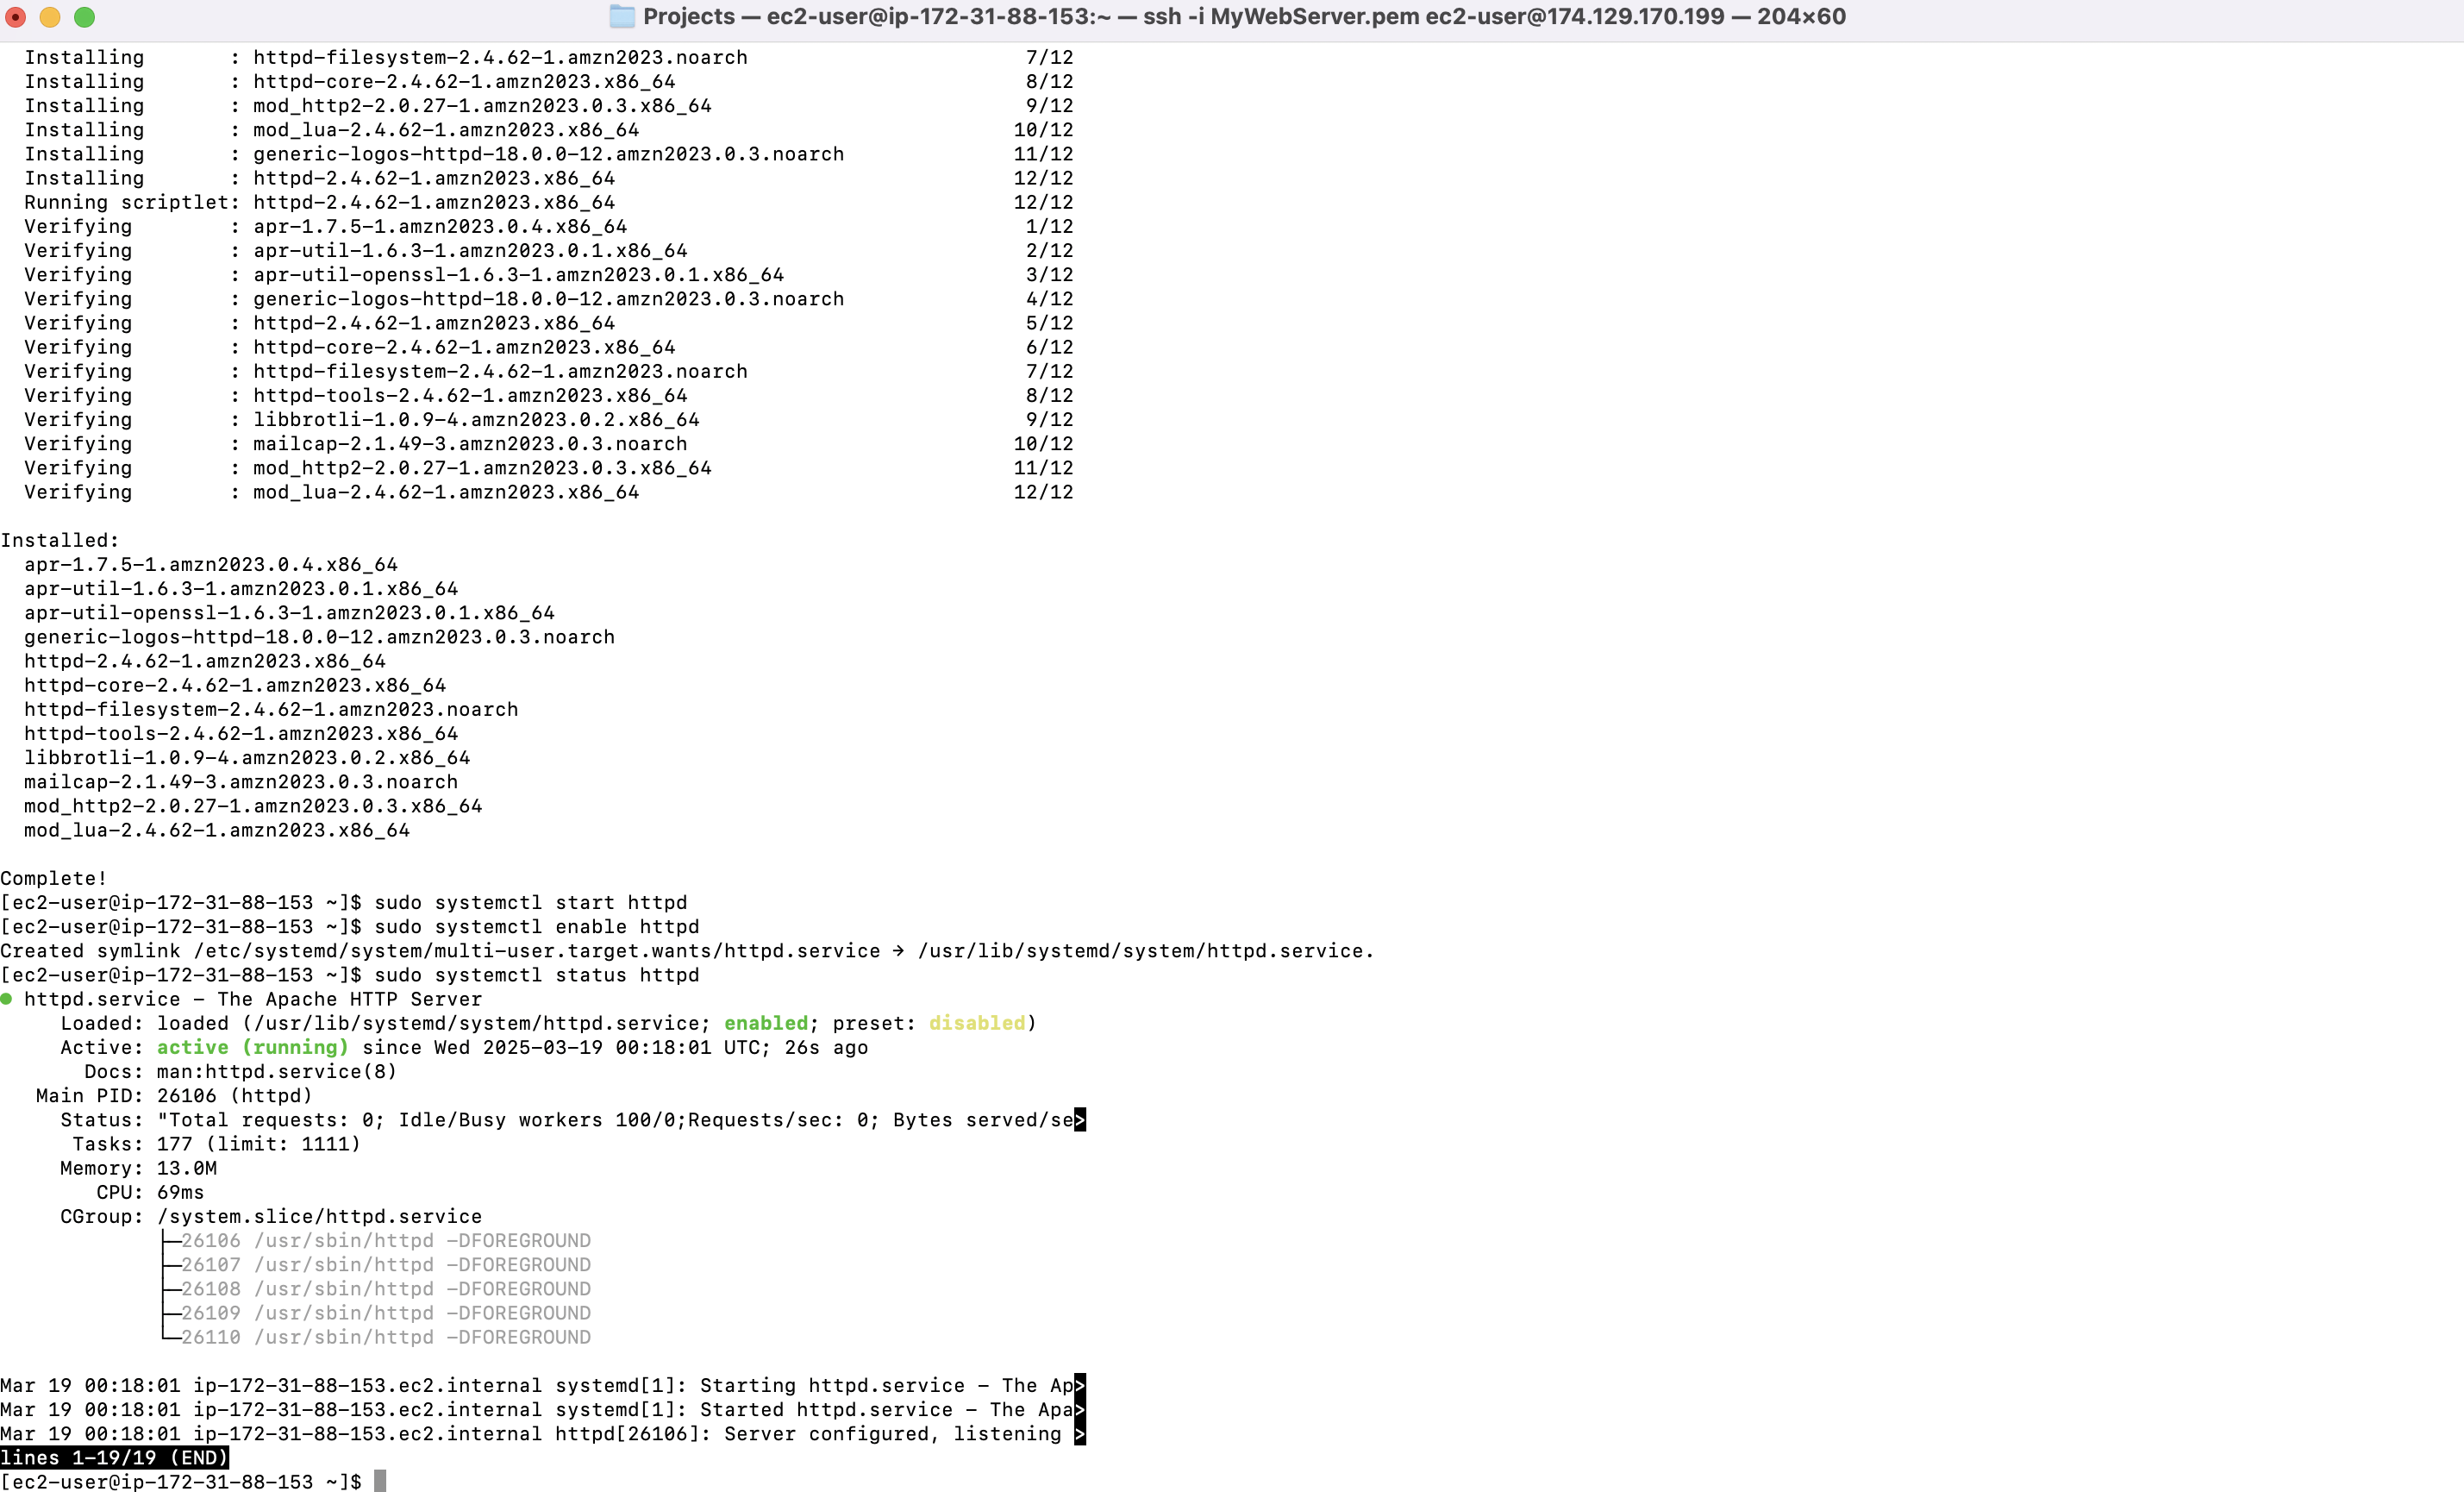 Projects — ec2-user@ip-172-31-88-153:~ — ssh -i MyWebServer.pem ec2-user@174.129.170.199 — 204×60
  Installing       : httpd-filesystem-2.4.62-1.amzn2023.noarch                       7/12
  Installing       : httpd-core-2.4.62-1.amzn2023.x86_64                             8/12
  Installing       : mod_http2-2.0.27-1.amzn2023.0.3.x86_64                          9/12
  Installing       : mod_lua-2.4.62-1.amzn2023.x86_64                               10/12
  Installing       : generic-logos-httpd-18.0.0-12.amzn2023.0.3.noarch              11/12
  Installing       : httpd-2.4.62-1.amzn2023.x86_64                                 12/12
  Running scriptlet: httpd-2.4.62-1.amzn2023.x86_64                                 12/12
  Verifying        : apr-1.7.5-1.amzn2023.0.4.x86_64                                 1/12
  Verifying        : apr-util-1.6.3-1.amzn2023.0.1.x86_64                            2/12
  Verifying        : apr-util-openssl-1.6.3-1.amzn2023.0.1.x86_64                    3/12
  Verifying        : generic-logos-httpd-18.0.0-12.amzn2023.0.3.noarch               4/12
  Verifying        : httpd-2.4.62-1.amzn2023.x86_64                                  5/12
  Verifying        : httpd-core-2.4.62-1.amzn2023.x86_64                             6/12
  Verifying        : httpd-filesystem-2.4.62-1.amzn2023.noarch                       7/12
  Verifying        : httpd-tools-2.4.62-1.amzn2023.x86_64                            8/12
  Verifying        : libbrotli-1.0.9-4.amzn2023.0.2.x86_64                           9/12
  Verifying        : mailcap-2.1.49-3.amzn2023.0.3.noarch                           10/12
  Verifying        : mod_http2-2.0.27-1.amzn2023.0.3.x86_64                         11/12
  Verifying        : mod_lua-2.4.62-1.amzn2023.x86_64                               12/12

Installed:
  apr-1.7.5-1.amzn2023.0.4.x86_64
  apr-util-1.6.3-1.amzn2023.0.1.x86_64
  apr-util-openssl-1.6.3-1.amzn2023.0.1.x86_64
  generic-logos-httpd-18.0.0-12.amzn2023.0.3.noarch
  httpd-2.4.62-1.amzn2023.x86_64
  httpd-core-2.4.62-1.amzn2023.x86_64
  httpd-filesystem-2.4.62-1.amzn2023.noarch
  httpd-tools-2.4.62-1.amzn2023.x86_64
  libbrotli-1.0.9-4.amzn2023.0.2.x86_64
  mailcap-2.1.49-3.amzn2023.0.3.noarch
  mod_http2-2.0.27-1.amzn2023.0.3.x86_64
  mod_lua-2.4.62-1.amzn2023.x86_64

Complete!
[ec2-user@ip-172-31-88-153 ~]$ sudo systemctl start httpd
[ec2-user@ip-172-31-88-153 ~]$ sudo systemctl enable httpd
Created symlink /etc/systemd/system/multi-user.target.wants/httpd.service → /usr/lib/systemd/system/httpd.service.
[ec2-user@ip-172-31-88-153 ~]$ sudo systemctl status httpd
● httpd.service - The Apache HTTP Server
     Loaded: loaded (/usr/lib/systemd/system/httpd.service; enabled; preset: disabled)
     Active: active (running) since Wed 2025-03-19 00:18:01 UTC; 26s ago
       Docs: man:httpd.service(8)
   Main PID: 26106 (httpd)
     Status: "Total requests: 0; Idle/Busy workers 100/0;Requests/sec: 0; Bytes served/se>
      Tasks: 177 (limit: 1111)
     Memory: 13.0M
        CPU: 69ms
     CGroup: /system.slice/httpd.service
             ├─26106 /usr/sbin/httpd -DFOREGROUND
             ├─26107 /usr/sbin/httpd -DFOREGROUND
             ├─26108 /usr/sbin/httpd -DFOREGROUND
             ├─26109 /usr/sbin/httpd -DFOREGROUND
             └─26110 /usr/sbin/httpd -DFOREGROUND

Mar 19 00:18:01 ip-172-31-88-153.ec2.internal systemd[1]: Starting httpd.service - The Ap>
Mar 19 00:18:01 ip-172-31-88-153.ec2.internal systemd[1]: Started httpd.service - The Apa>
Mar 19 00:18:01 ip-172-31-88-153.ec2.internal httpd[26106]: Server configured, listening >
lines 1-19/19 (END)
[ec2-user@ip-172-31-88-153 ~]$